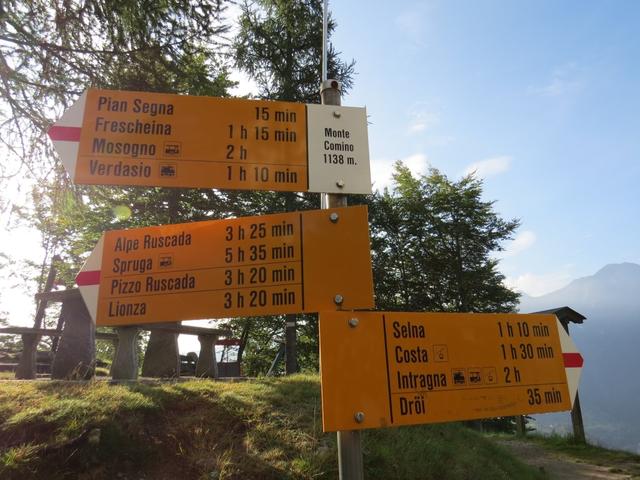 Pian Segna 15 min
Frescheina 1 h 15 min
Mosogno 2 h
Verdasio 1 h 10 min
Monte
Comino
1138 m.
Alpe Ruscada 3 h 25 min
Spruga 5 h 35 min
Pizzo Ruscada 3 h 20 min
Lionza 3 h 20 min
Selna 1 h 10 min
Costa 1 h 30 min
Intragna 2 h
Dröi 35 min